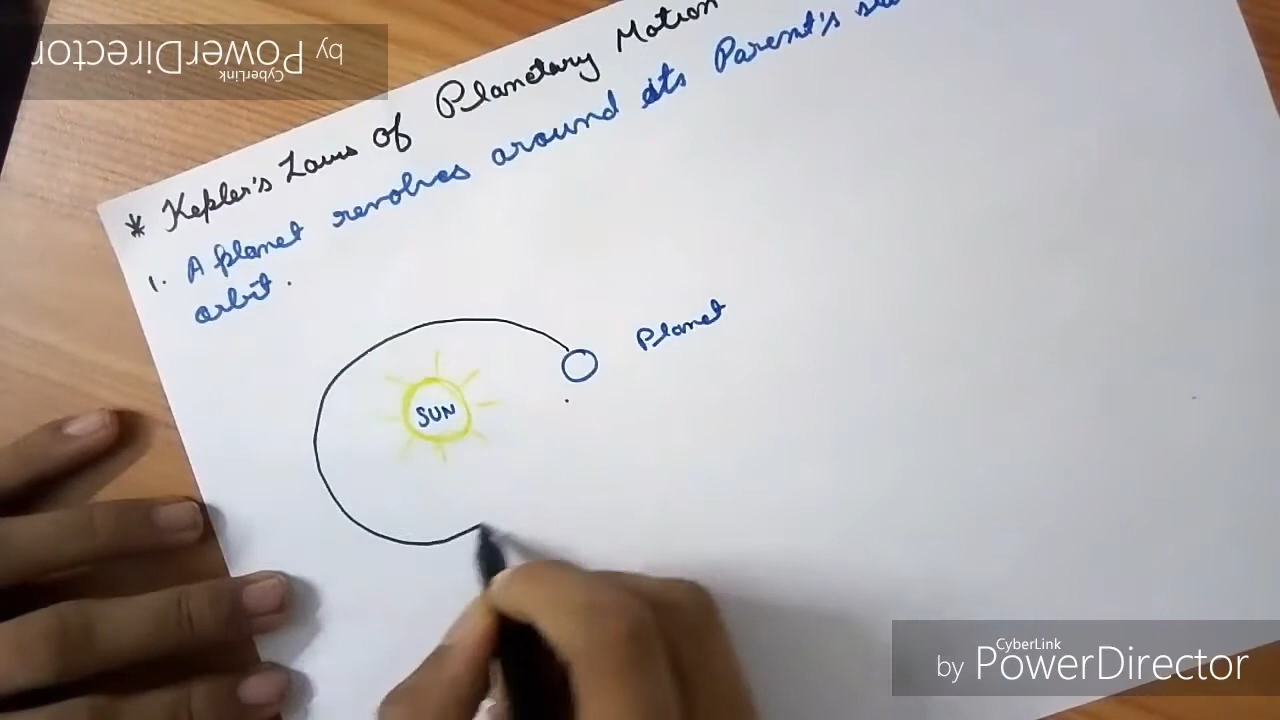 by PowerDirector
CyberLink
* Kepler's Laws of Planetary Motion
1. A planet revolves around its Parent's
orbit.
Planet
SUN
CyberLink
by PowerDirector